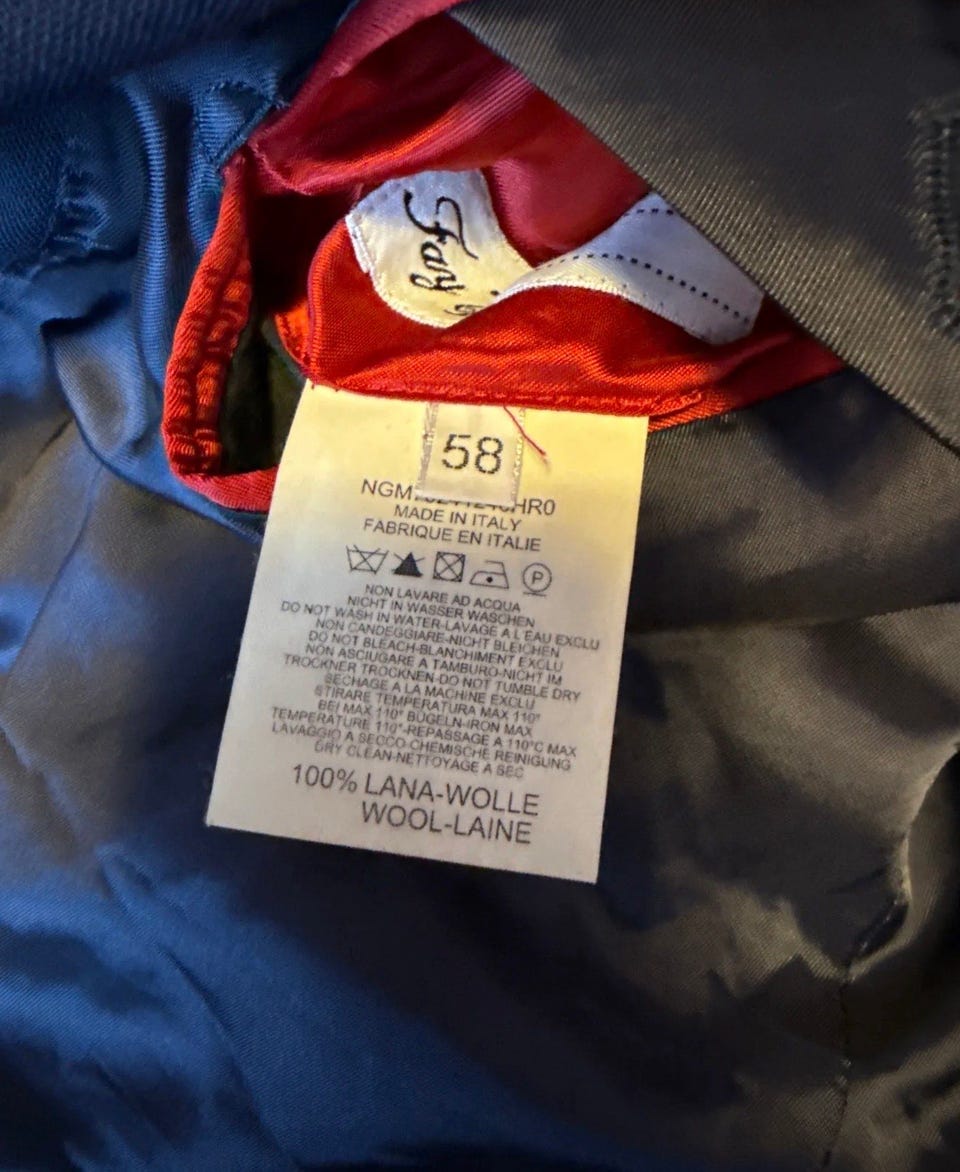 Fay
58
MADE IN ITALY
FABRIQUE EN ITALIE
P
NON LAVARE AD ACQUA
NICHT IN WASSER WASCHEN
DO NOT WASH IN WATER-LAVAGE A L'EAU EXCLU
NON CANDEGGIARE-NICHT BLEICHEN
DO NOT BLEACH-BLANCHIMENT EXCLU
NON ASCIUGARE A TAMBURO-NICHT IM
TROCKNER TROCKNEN-DO NOT TUMBLE DRY
SECHAGE A LA MACHINE EXCLU
STIRARE TEMPERATURA MAX 110°
BEI MAX 110° BÜGELN-IRON MAX
TEMPERATURE 110°-REPASSAGE A 110°C MAX
LAVAGGIO A SECCO-CHEMISCHE REINIGUNG
DRY CLEAN-NETTOYAGE A SEC
100% LANA-WOLLE
WOOL-LAINE